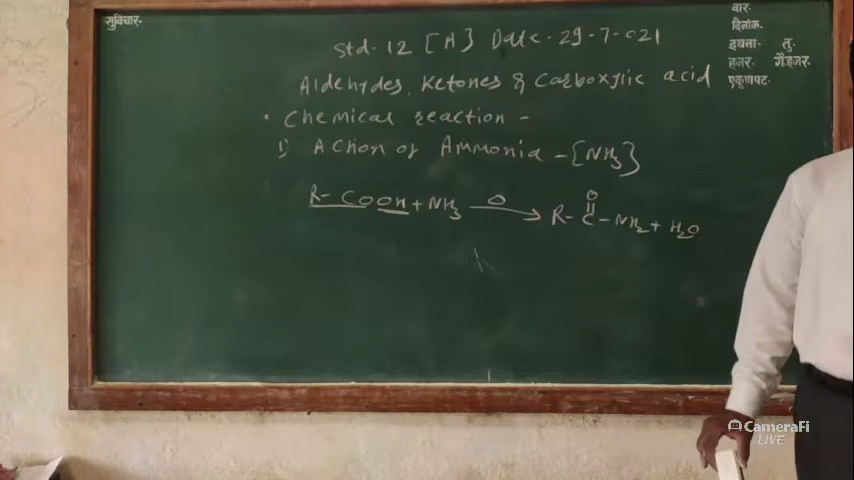 सुविचार-
वार-
दिनांक-
इयत्ता- तु-
हजर- गैरहजर-
एकूणपट-
Std. 12 [A] Date. 29.7.021
Aldehydes, Ketones & Carboxylic acid
• Chemical reaction -
1) Action of Ammonia - [NH3]
R- COOH + NH3 ⟶ R- C - NH2 + H2O
O
CameraFi
LIVE